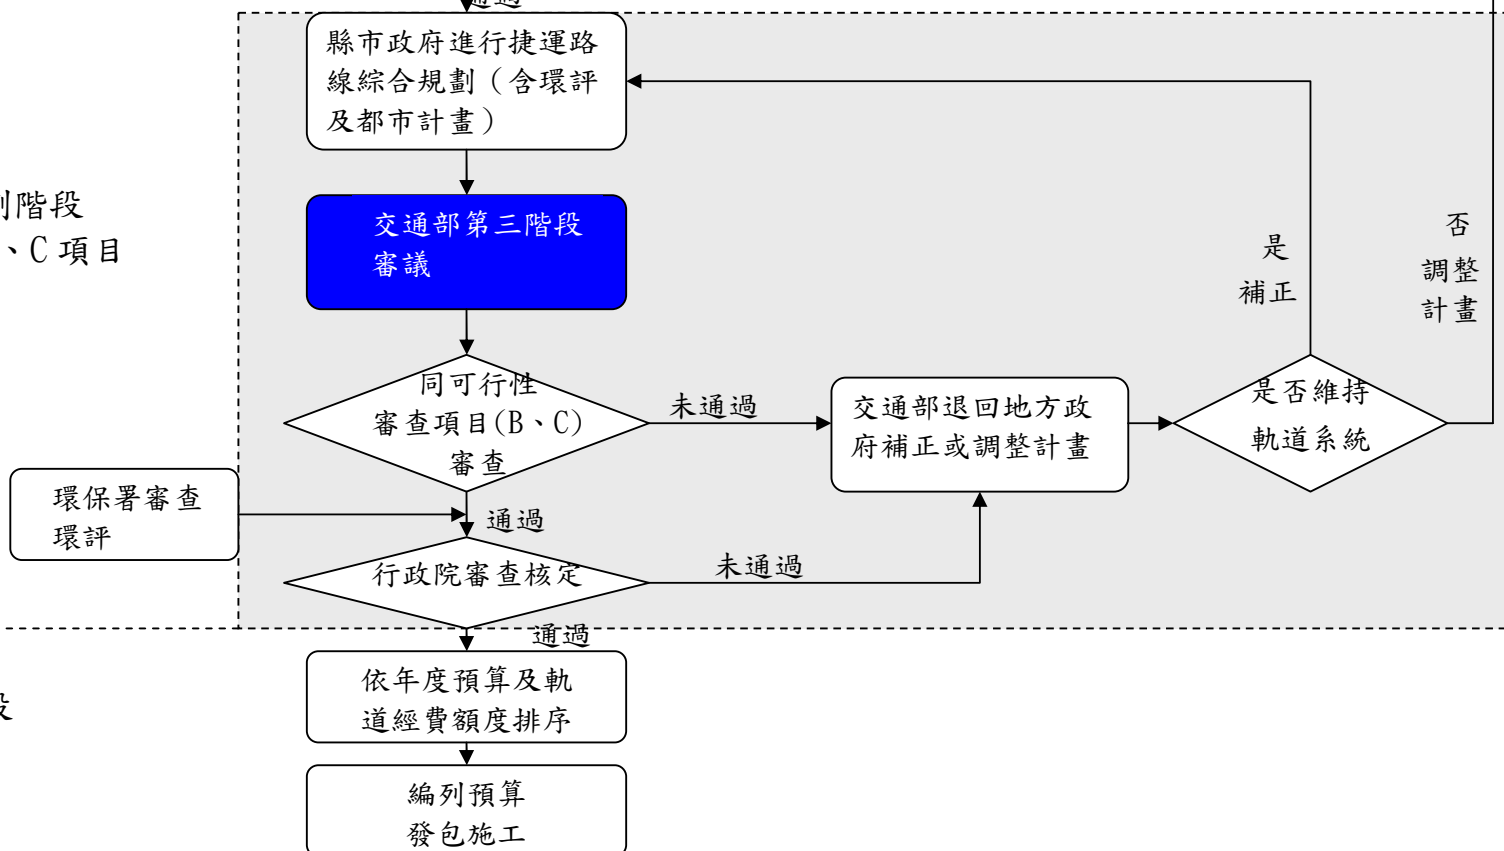 通過
縣市政府進行捷運路
線綜合規劃（含環評
及都市計畫）
劃階段
、C項目
交通部第三階段
審議
是
補正
否
調整
計畫
同可行性
審查項目(B、C)
審查
未通過
交通部退回地方政
府補正或調整計畫
是否維持
軌道系統
環保署審查
環評
通過
行政院審查核定
未通過
通過
段
依年度預算及軌
道經費額度排序
編列預算
發包施工